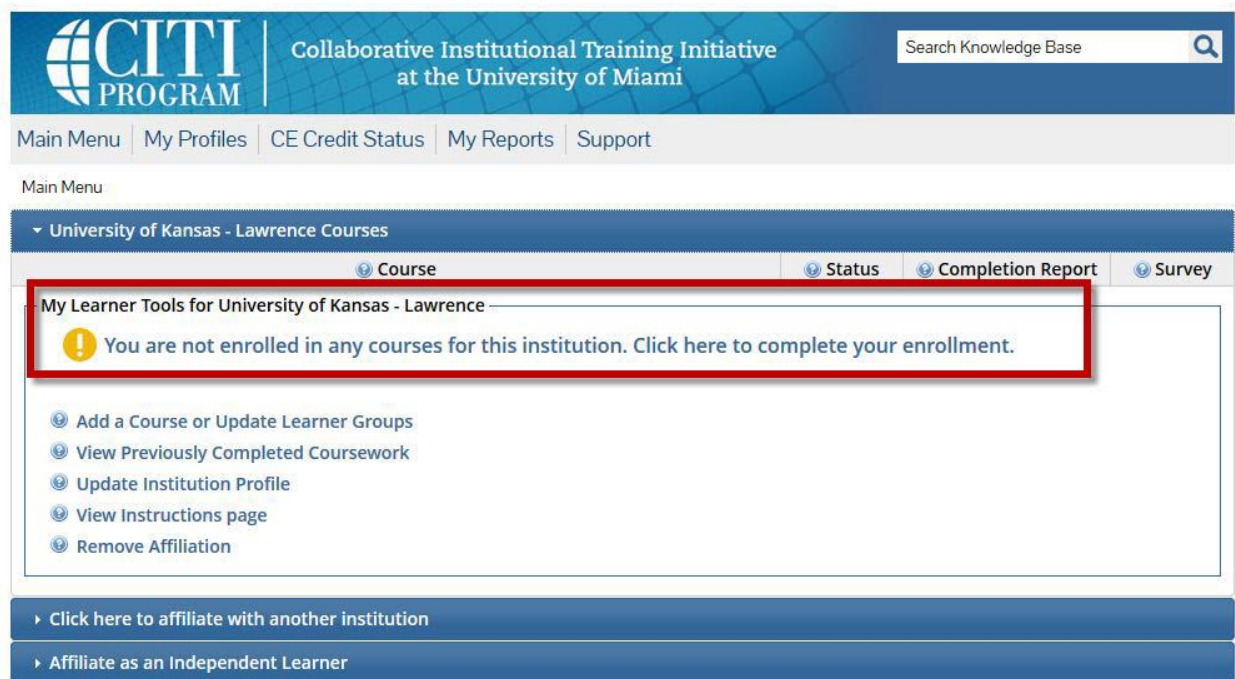 CITI
PROGRAM
Collaborative Institutional Training Initiative
at the University of Miami
Search Knowledge Base
Main Menu My Profiles CE Credit Status My Reports Support
Main Menu
University of Kansas - Lawrence Courses
Course Status Completion Report Survey
My Learner Tools for University of Kansas - Lawrence
You are not enrolled in any courses for this institution. Click here to complete your enrollment.
Add a Course or Update Learner Groups
View Previously Completed Coursework
Update Institution Profile
View Instructions page
Remove Affiliation
Click here to affiliate with another institution
Affiliate as an Independent Learner